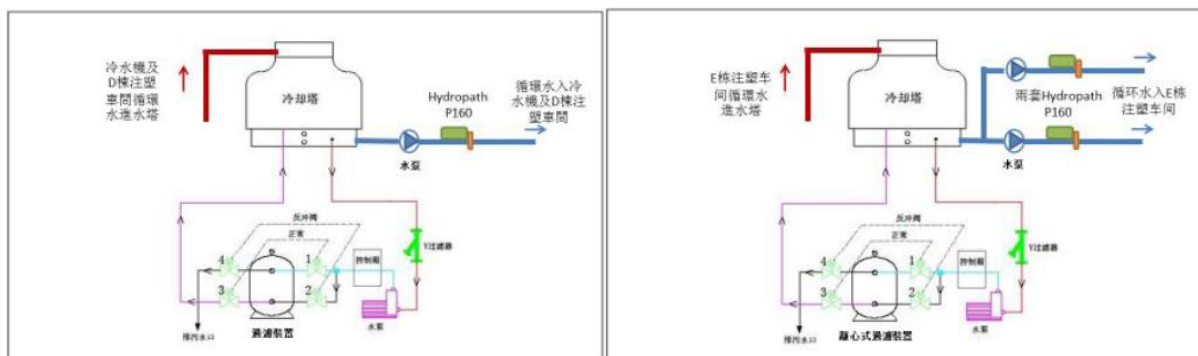 冷水機及
D棟注塑
車間循環
水進水塔
冷却塔
Hydropath
P160
循環水入冷
水機及D棟注
塑車間
水泵
反冲阀
正常
4
1
3
2
控制箱
Y过滤器
排污水口
過濾裝置
水泵
E栋注塑车
间循環水
進水塔
冷却塔
兩套Hydropath
P160
循环水入E栋
注塑车间
水泵
反冲阀
正常
4
1
3
2
控制箱
Y过滤器
排污水口
離心式過濾裝置
水泵